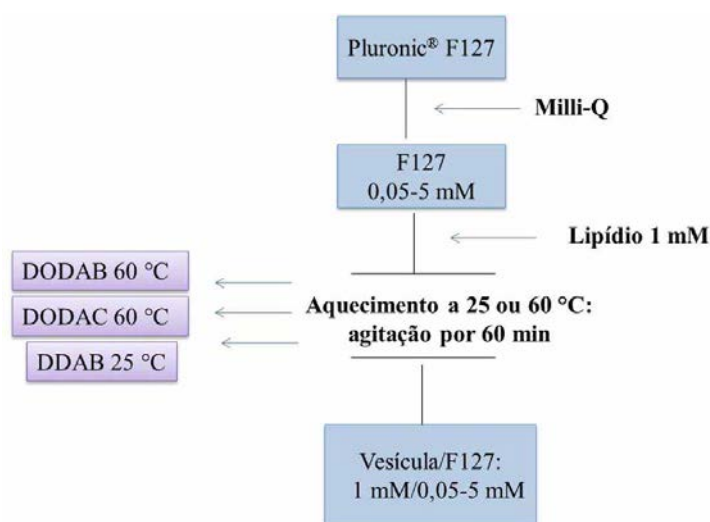 Pluronic® F127
Milli-Q
F127
0,05-5 mM
Lipídio 1 mM
DODAB 60 °C
DODAC 60 °C
DDAB 25 °C
Aquecimento a 25 ou 60 °C:
agitação por 60 min
Vesícula/F127:
1 mM/0,05-5 mM